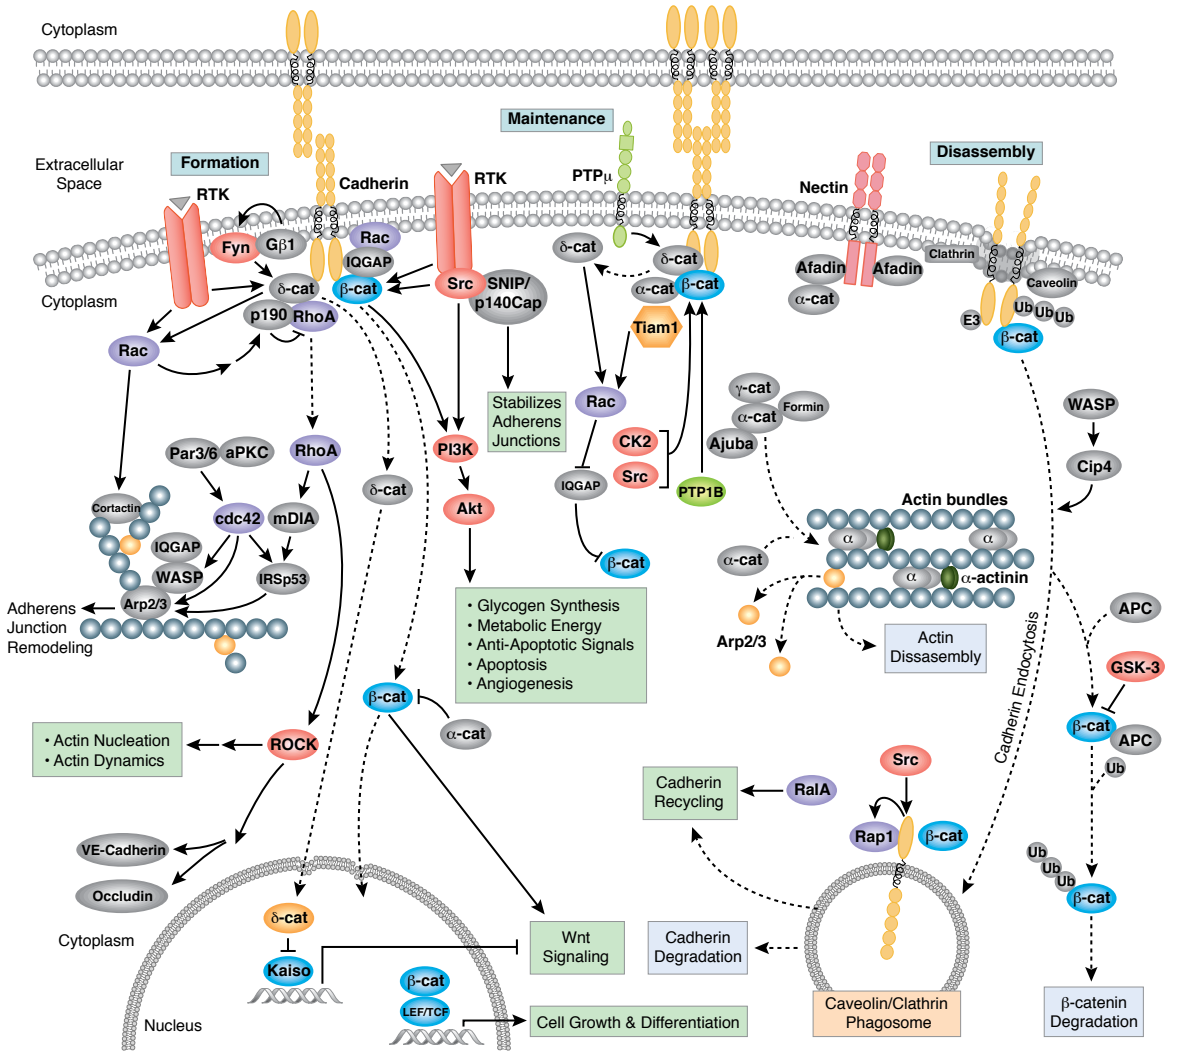 Cytoplasm
Maintenance
Extracellular
Space
Formation
Disassembly
RTK
Cadherin
RTK
PTPμ
Nectin
Fyn
Gβ1
Rac
IQGAP
β-cat
Src
SNIP/
p140Cap
δ-cat
δ-cat
α-cat
β-cat
Tiam1
Afadin
Afadin
α-cat
Clathrin
Caveolin
E3
Ub
Ub
Ub
β-cat
Cytoplasm
δ-cat
p190
RhoA
Rac
Stabilizes
Adherens
Junctions
Rac
CK2
Src
IQGAP
PTP1B
β-cat
γ-cat
α-cat
Formin
Ajuba
WASP
Cip4
Par3/6
aPKC
RhoA
PI3K
Akt
δ-cat
Cortactin
cdc42
mDIA
IQGAP
WASP
IRSp53
Arp2/3
Adherens
Junction
Remodeling
Actin bundles
α
α
α
α-actinin
α-cat
Arp2/3
Actin
Dissasembly
• Glycogen Synthesis
• Metabolic Energy
• Anti-Apoptotic Signals
• Apoptosis
• Angiogenesis
Cadherin Endocytosis
APC
GSK-3
β-cat
APC
Ub
β-cat
α-cat
• Actin Nucleation
• Actin Dynamics
ROCK
Cadherin
Recycling
RalA
Src
Rap1
β-cat
VE-Cadherin
Occludin
Ub
Ub
Ub
β-cat
Cytoplasm
δ-cat
Kaiso
Wnt
Signaling
Cadherin
Degradation
β-cat
LEF/TCF
Cell Growth & Differentiation
Caveolin/Clathrin
Phagosome
β-catenin
Degradation
Nucleus